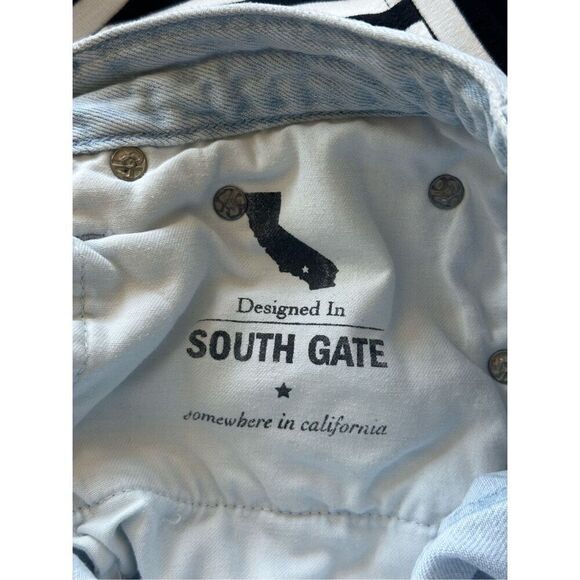 Designed In
SOUTH GATE
somewhere in california